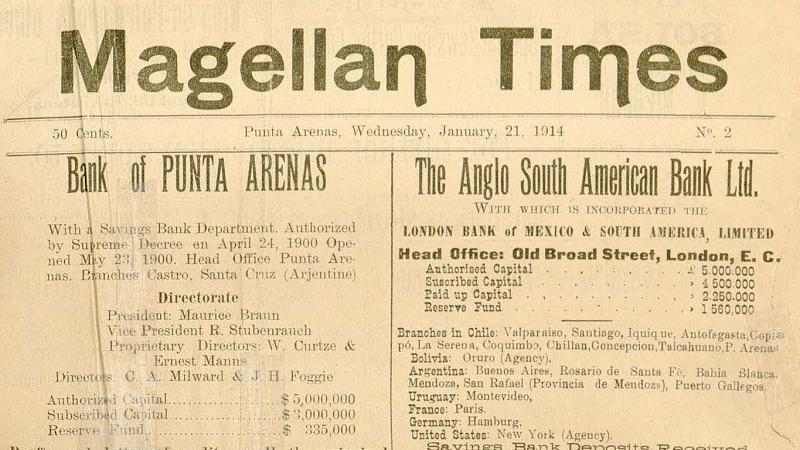 Magellan Times
50 Cents.
Punta Arenas, Wednesday, January, 21, 1914
Nº. 2
Bank of PUNTA ARENAS
With a Savings Bank Department. Authorized
by Supreme Decree en April 24, 1900 Ope-
ned May 23, 1900. Head Office Punta Are-
nas. Branches Castro, Santa Cruz (Arjentine)
Directorate
President: Maurice Braun
Vice President R. Stubenrauch
Proprietary Directors: W. Curtze &
Ernest Manns
Directors: C. A. Milward & J. H. Foggie
Authorized Capital.................... $ 5,000,000
Subscribed Capital.................... $ 3,000,000
Reserve Fund........................ $ 335,000
The Anglo South American Bank Ltd.
WITH WHICH IS INCORPORATED THE
LONDON BANK of MEXICO & SOUTH AMERICA, LIMITED
Head Office: Old Broad Street, London, E. C.
Authorised Capital . . . . . . . . £ 5.000.000
Suscribed Capital . . . . . . . . » 4 500 000
Paid up Capital . . . . . . . . » 2.250.000
Reserve Fund . . . . . . . . » 1 560,000
Branches in Chile: Valparaiso, Santiago, Iquique, Antofagasta, Copia-
pó, La Serena, Coquimbo, Chillan, Concepcion, Talcahuano, P. Arenas
Bolivia: Oruro (Agency).
Argentina: Buenos Aires, Rosario de Santa Fé, Bahia Blanca.
Mendoza, San Rafael (Provincia de Mendoza), Puerto Gallegos.
Uruguay: Montevideo,
France: Paris.
Germany: Hamburg,
United States: New York (Agency).
Savings Bank Deposits Received